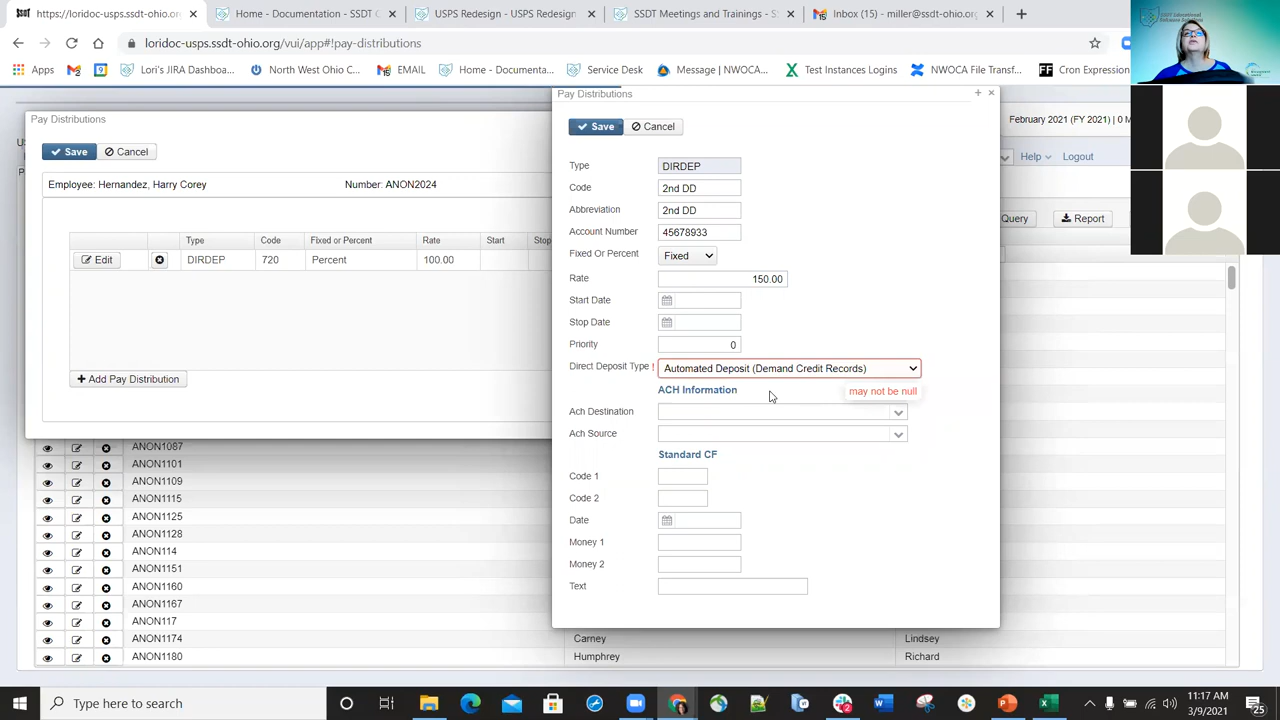 https://loridoc-usps.ssdt-ohio.org
Home - Documentation - SSDT C
USPS Redesign - USPS Redesign
SSDT Meetings and Trainings - S
Inbox (15) - miller@ssdt-ohio.org
loridoc-usps.ssdt-ohio.org/vui/app#!pay-distributions
Apps
Lori's JIRA Dashboa...
North West Ohio C...
EMAIL
Home - Documenta...
Service Desk
Message | NWOCA...
Test Instances Logins
NWOCA File Transf...
Cron Expression
February 2021 (FY 2021) | 0 M
Help
Logout
Query
Report
Pay Distributions
Save
Cancel
Employee: Hernandez, Harry Corey
Number: ANON2024
Type Code Fixed or Percent Rate Start Stop
Edit DIRDEP 720 Percent 100.00
Add Pay Distribution
Pay Distributions
Save
Cancel
Type DIRDEP
Code 2nd DD
Abbreviation 2nd DD
Account Number 45678933
Fixed Or Percent Fixed
Rate 150.00
Start Date
Stop Date
Priority 0
Direct Deposit Type ! Automated Deposit (Demand Credit Records)
ACH Information
may not be null
Ach Destination
Ach Source
Standard CF
Code 1
Code 2
Date
Money 1
Money 2
Text
ANON1087
ANON1101
ANON1109
ANON1115
ANON1125
ANON1128
ANON114
ANON1151
ANON1160
ANON1167
ANON117
ANON1174 Carney Lindsey
ANON1180 Humphrey Richard
Type here to search
11:17 AM
3/9/2021
25